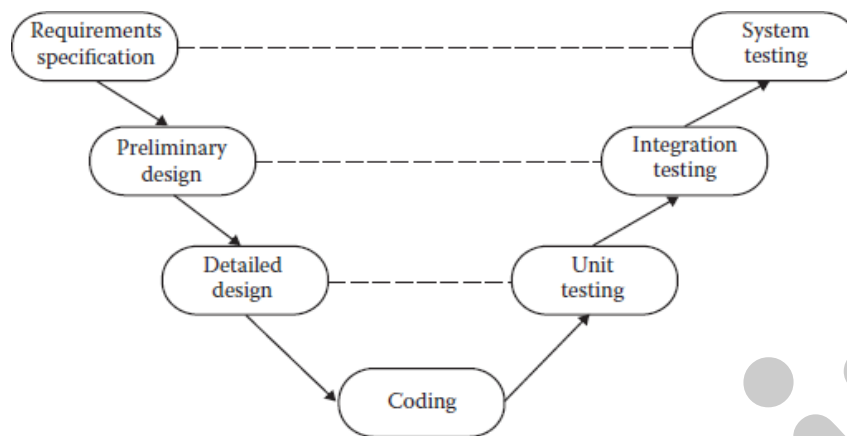 Requirements
specification
System
testing
Preliminary
design
Integration
testing
Detailed
design
Unit
testing
Coding